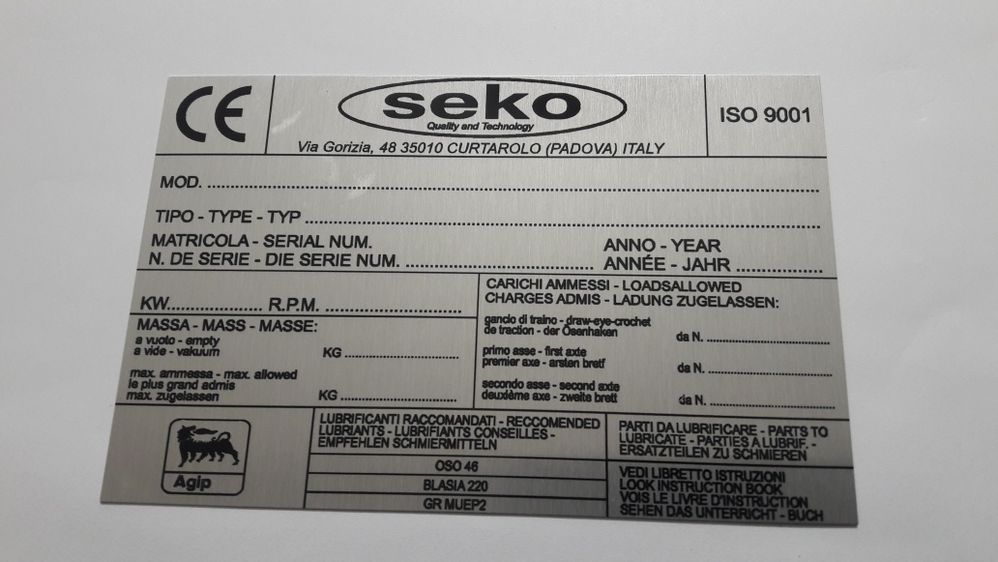 CE
seko
Quality and Technology
Via Gorizia, 48 35010 CURTAROLO (PADOVA) ITALY
ISO 9001
MOD.
TIPO - TYPE - TYP
MATRICOLA - SERIAL NUM.
N. DE SERIE - DIE SERIE NUM.
ANNO - YEAR
ANNÉE - JAHR
KW. R.P.M.
MASSA - MASS - MASSE:
a vuoto - empty
a vide - vakuum
KG
max. ammessa - max. allowed
le plus grand admis
max. zugelassen
KG
CARICHI AMMESSI - LOADSALLOWED
CHARGES ADMIS - LADUNG ZUGELASSEN:
gancio di traino - draw-eye-crochet
de traction - der Ösenhaken
da N.
primo asse - first axte
premier axe - arsten bretf
da N.
secondo asse - second axte
deuxième axe - zweite brett
da N.
Agip
LUBRIFICANTI RACCOMANDATI - RECCOMENDED
LUBRIANTS - LUBRIFIANTS CONSEILLES -
EMPFEHLEN SCHMIERMITTELN
OSO 46
BLASIA 220
GR MUEP2
PARTI DA LUBRIFICARE - PARTS TO
LUBRICATE - PARTIES A LUBRIF. -
ERSATZTEILEN ZU SCHMIEREN
VEDI LIBRETTO ISTRUZIONI
LOOK INSTRUCTION BOOK
VOIS LE LIVRE D'INSTRUCTION
SEHEN DAS UNTERRICHT - BUCH